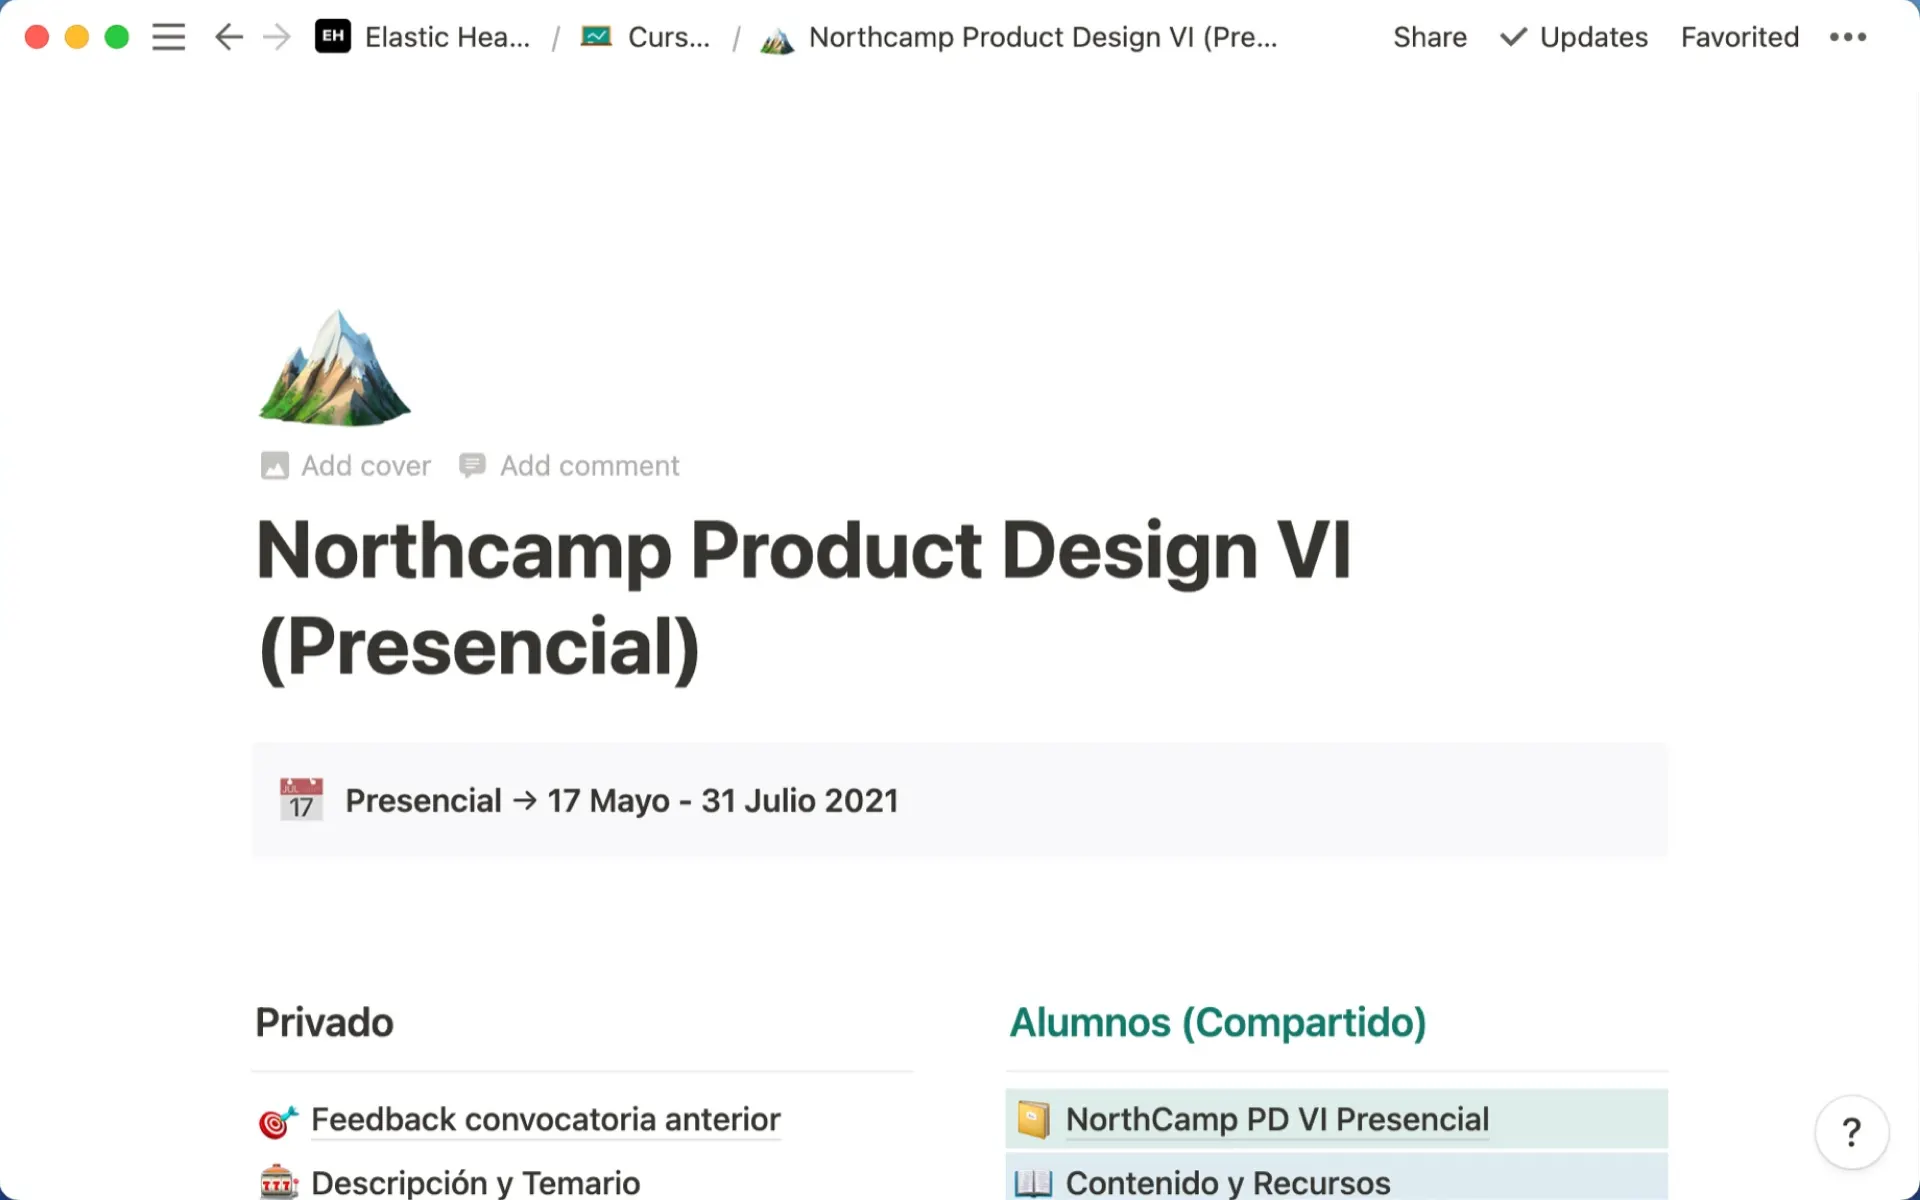 EH Elastic Hea... / Curs... / Northcamp Product Design VI (Pre... Share Updates Favorited
Add cover Add comment
Northcamp Product Design VI
(Presencial)
JUL 17 Presencial → 17 Mayo - 31 Julio 2021
Privado
Feedback convocatoria anterior
777 Descripción y Temario
Alumnos (Compartido)
NorthCamp PD VI Presencial
Contenido y Recursos
?